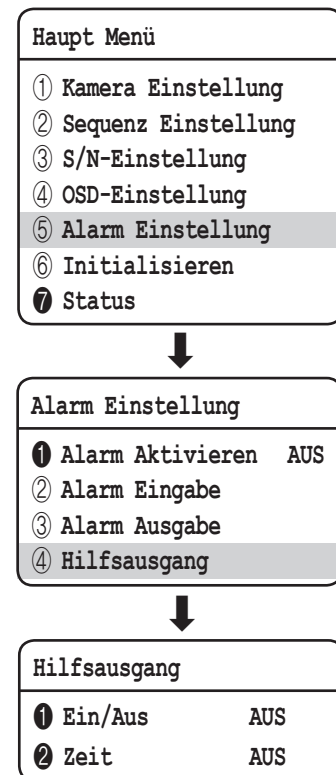 Haupt Menü
① Kamera Einstellung
② Sequenz Einstellung
③ S/N-Einstellung
④ OSD-Einstellung
⑤ Alarm Einstellung
⑥ Initialisieren
❼ Status
Alarm Einstellung
❶ Alarm Aktivieren AUS
② Alarm Eingabe
③ Alarm Ausgabe
④ Hilfsausgang
Hilfsausgang
❶ Ein/Aus AUS
❷ Zeit AUS